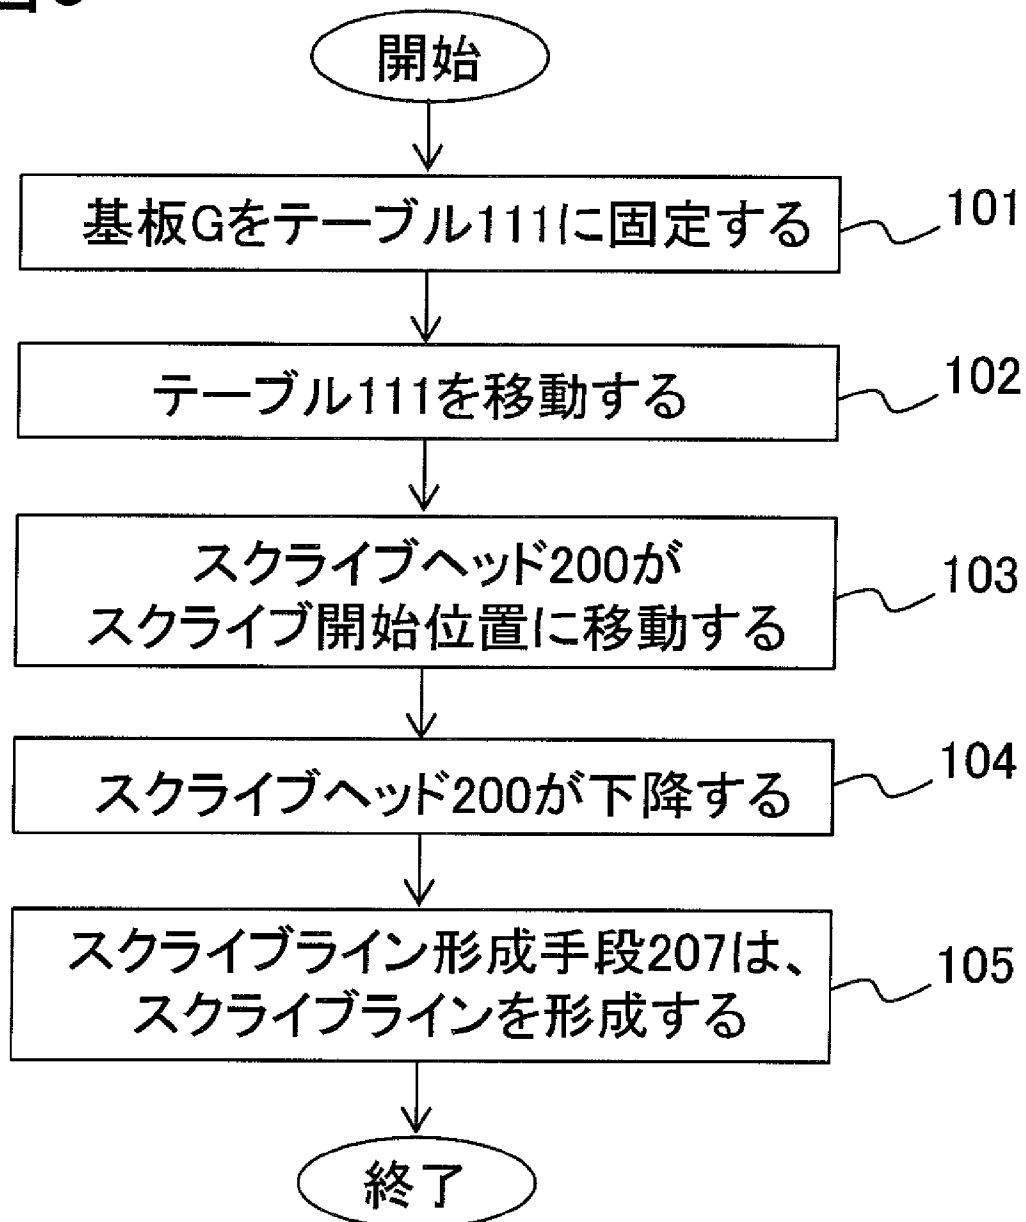 開始
基板Gをテーブル111に固定する
101
テーブル111を移動する
102
スクライブヘッド200が
スクライブ開始位置に移動する
103
スクライブヘッド200が下降する
104
スクライブライン形成手段207は、
スクライブラインを形成する
105
終了